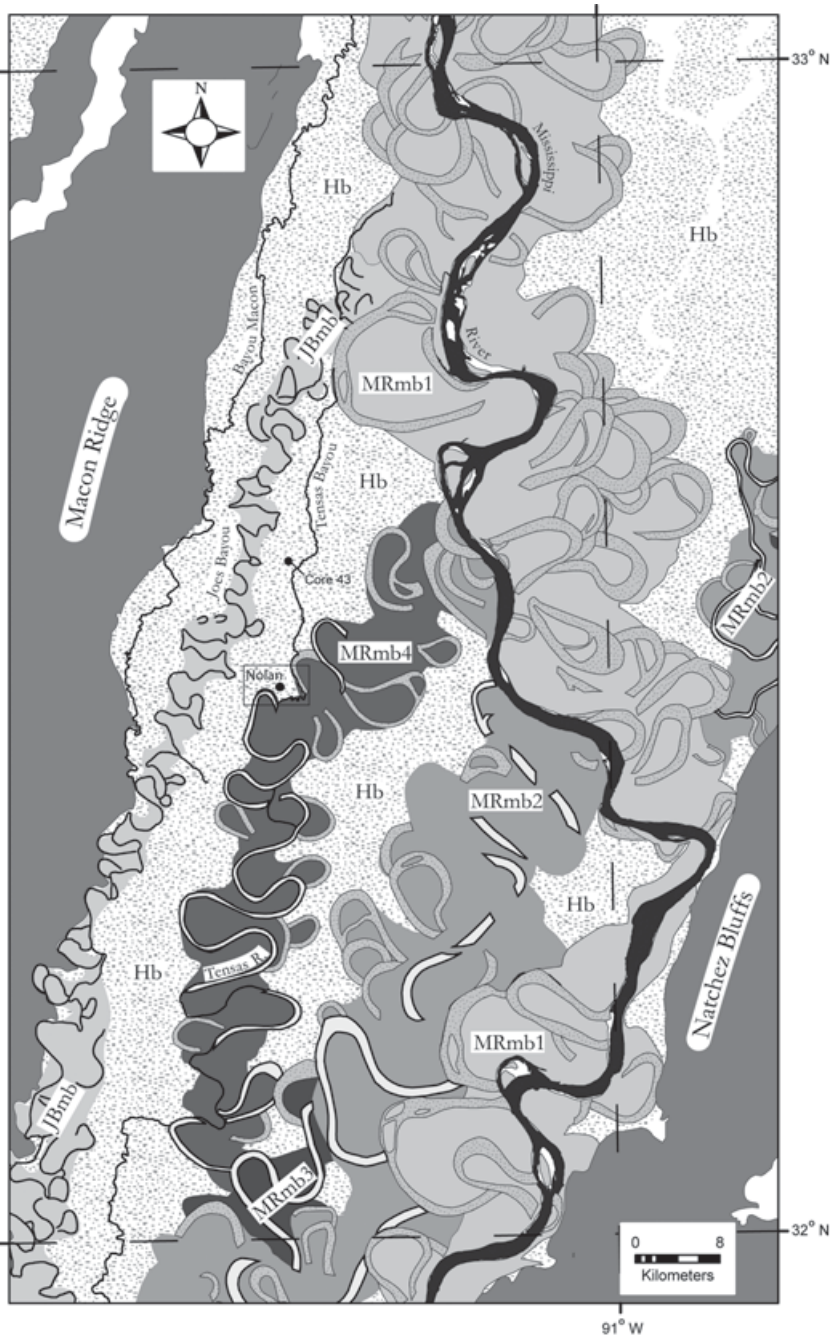 33° N
N
Mississippi
Hb
Hb
Bayou Macon
JBmb
River
MRmb1
Macon Ridge
Tensas Bayou
Hb
Joes Bayou
Core 43
MRmb2
MRmb4
Nolan
Hb
MRmb2
Hb
Natchez Bluffs
Hb
Tensas R.
MRmb1
JBmb
MRmb3
32° N
0 8
Kilometers
91° W